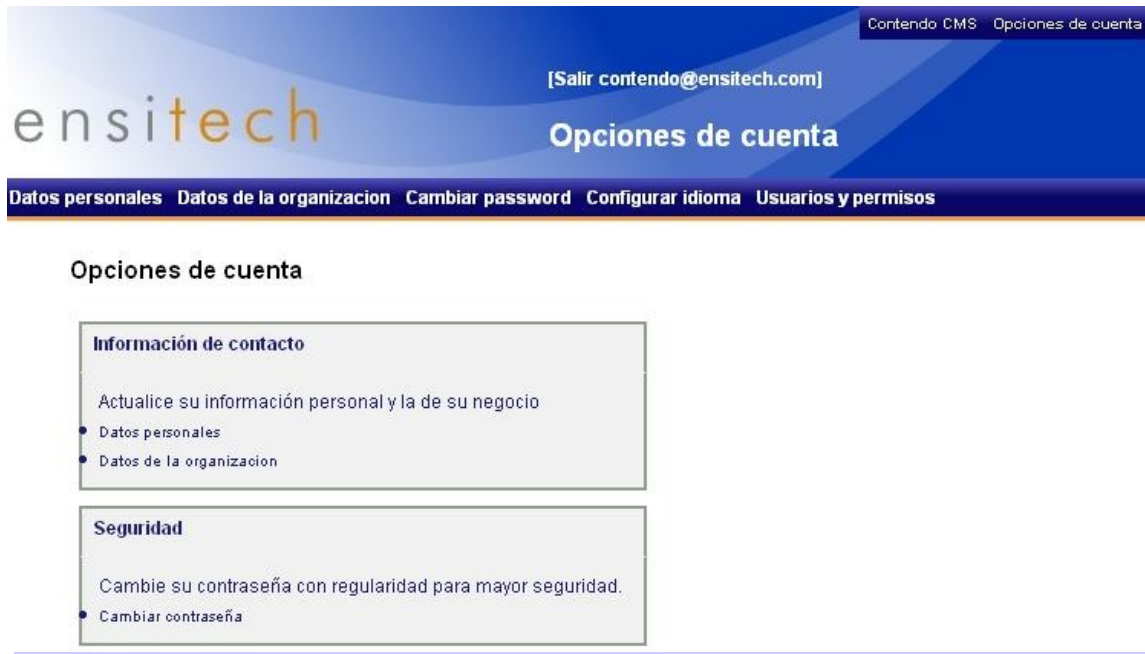 Contendo CMS Opciones de cuenta
[Salir contendo@ensitech.com]
ensitech
Opciones de cuenta
Datos personales Datos de la organizacion Cambiar password Configurar idioma Usuarios y permisos
Opciones de cuenta
Información de contacto
Actualice su información personal y la de su negocio
• Datos personales
• Datos de la organizacion
Seguridad
Cambie su contraseña con regularidad para mayor seguridad.
• Cambiar contraseña